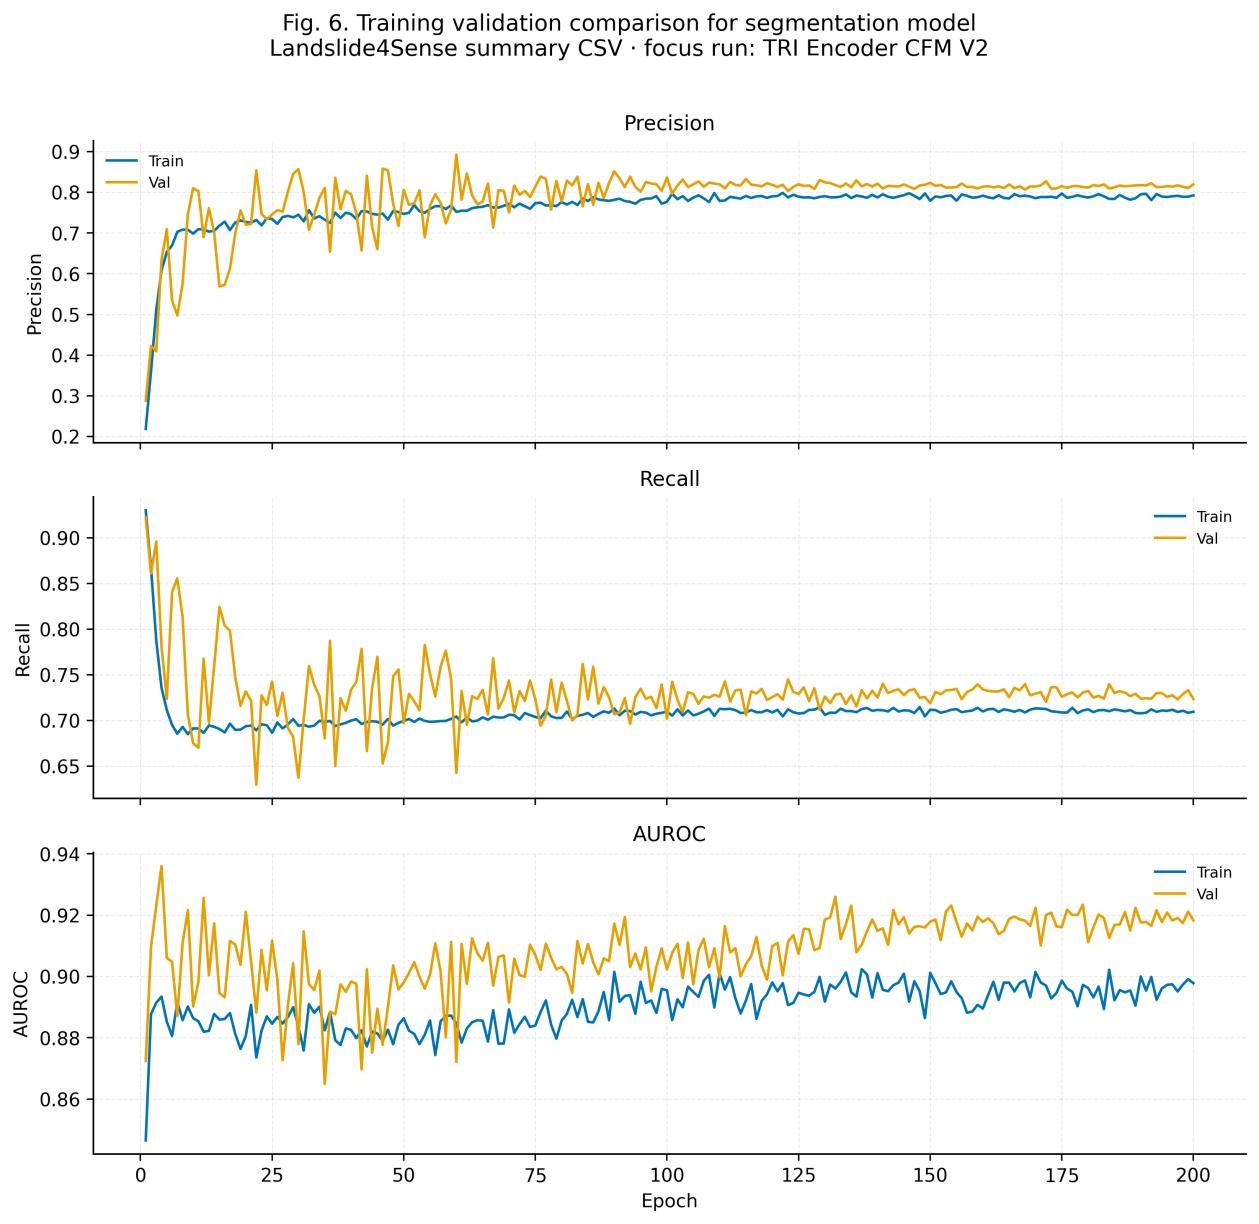 Fig. 6. Training validation comparison for segmentation model
Landslide4Sense summary CSV · focus run: TRI Encoder CFM V2
Precision
Precision
0.9
0.8
0.7
0.6
0.5
0.4
0.3
0.2
Train
Val
Recall
Recall
0.90
0.85
0.80
0.75
0.70
0.65
Train
Val
AUROC
AUROC
0.94
0.92
0.90
0.88
0.86
Train
Val
0 25 50 75 100 125 150 175 200
Epoch